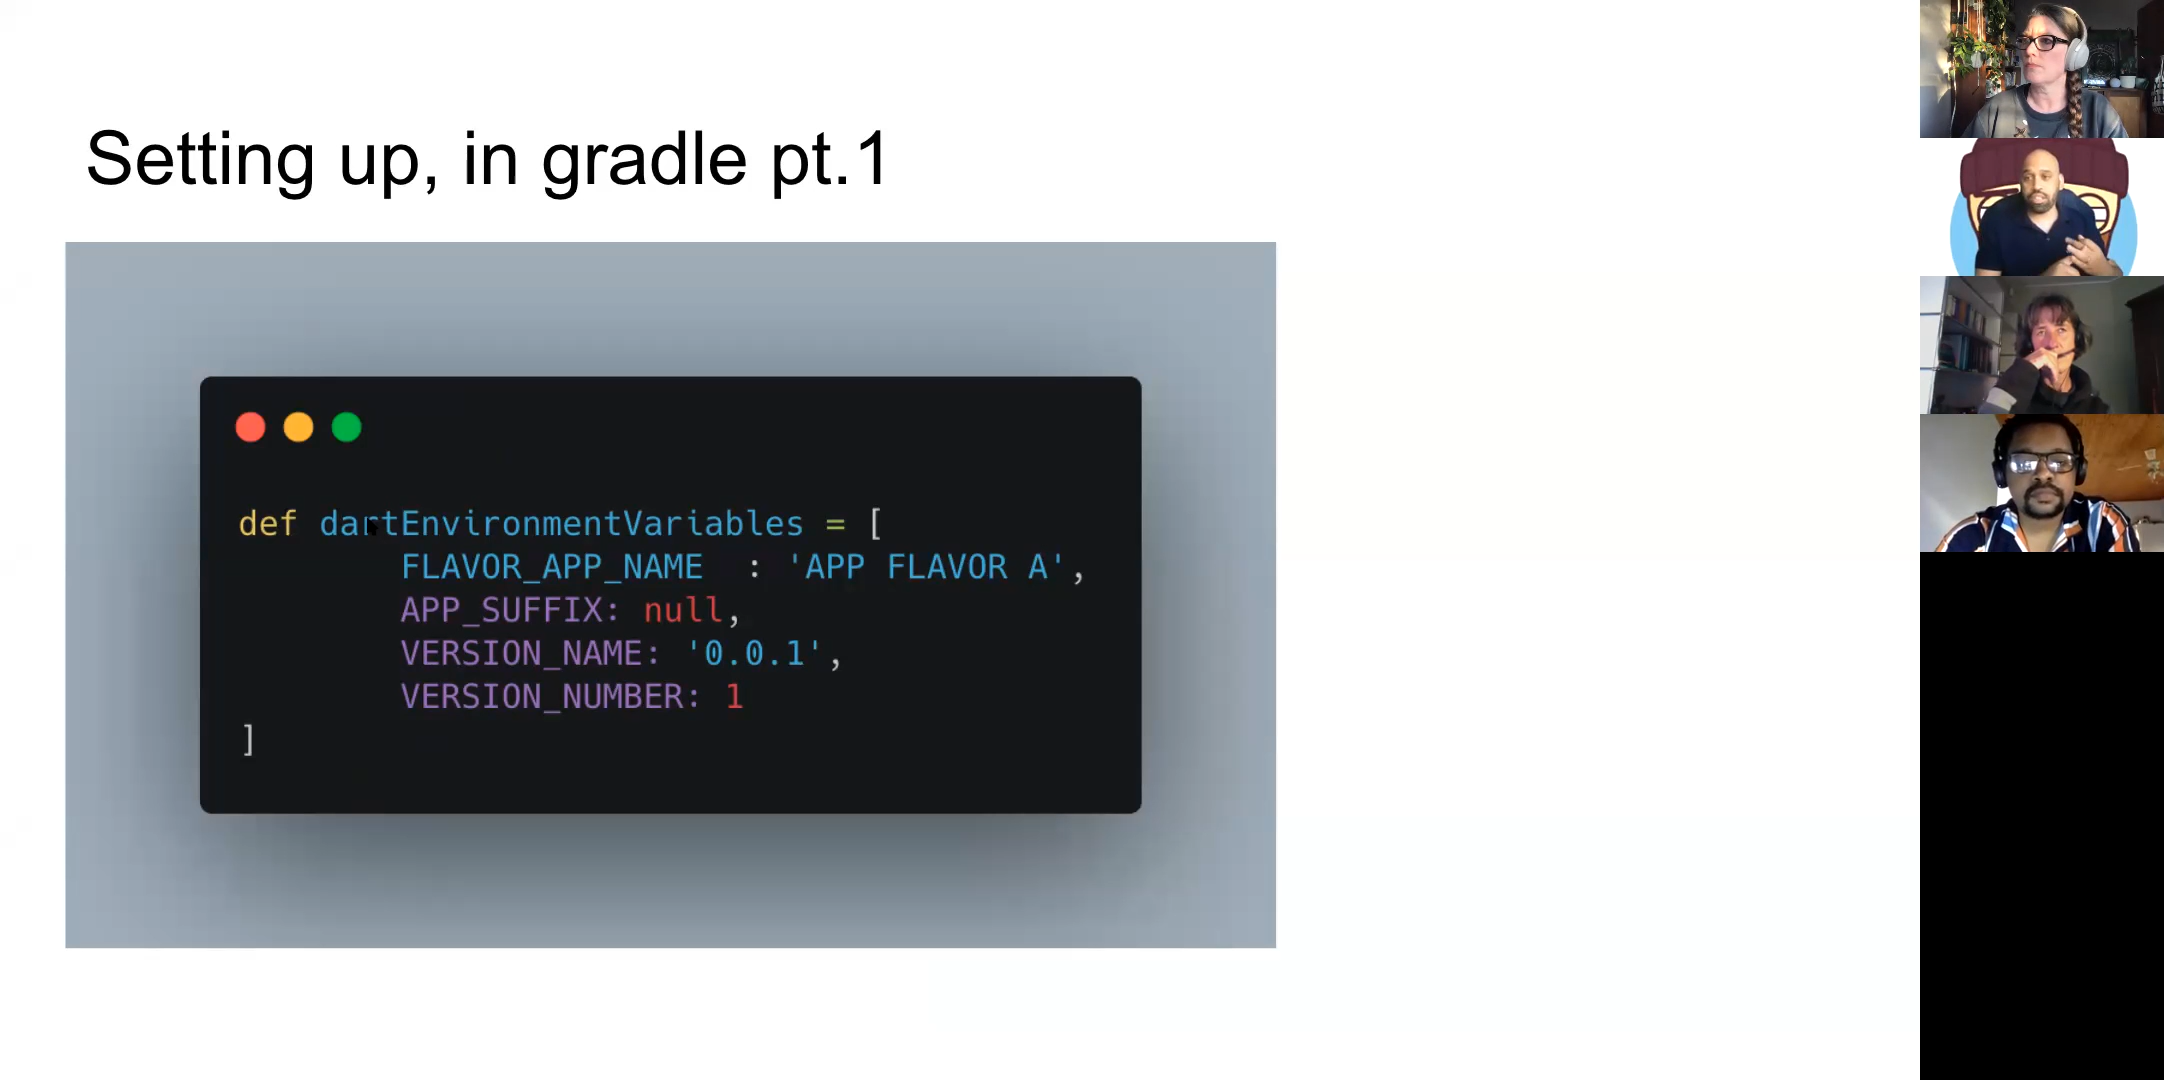 Setting up, in gradle pt.1
def dartEnvironmentVariables = [
FLAVOR_APP_NAME  : 'APP FLAVOR A',
APP_SUFFIX: null,
VERSION_NAME: '0.0.1',
VERSION_NUMBER: 1
]